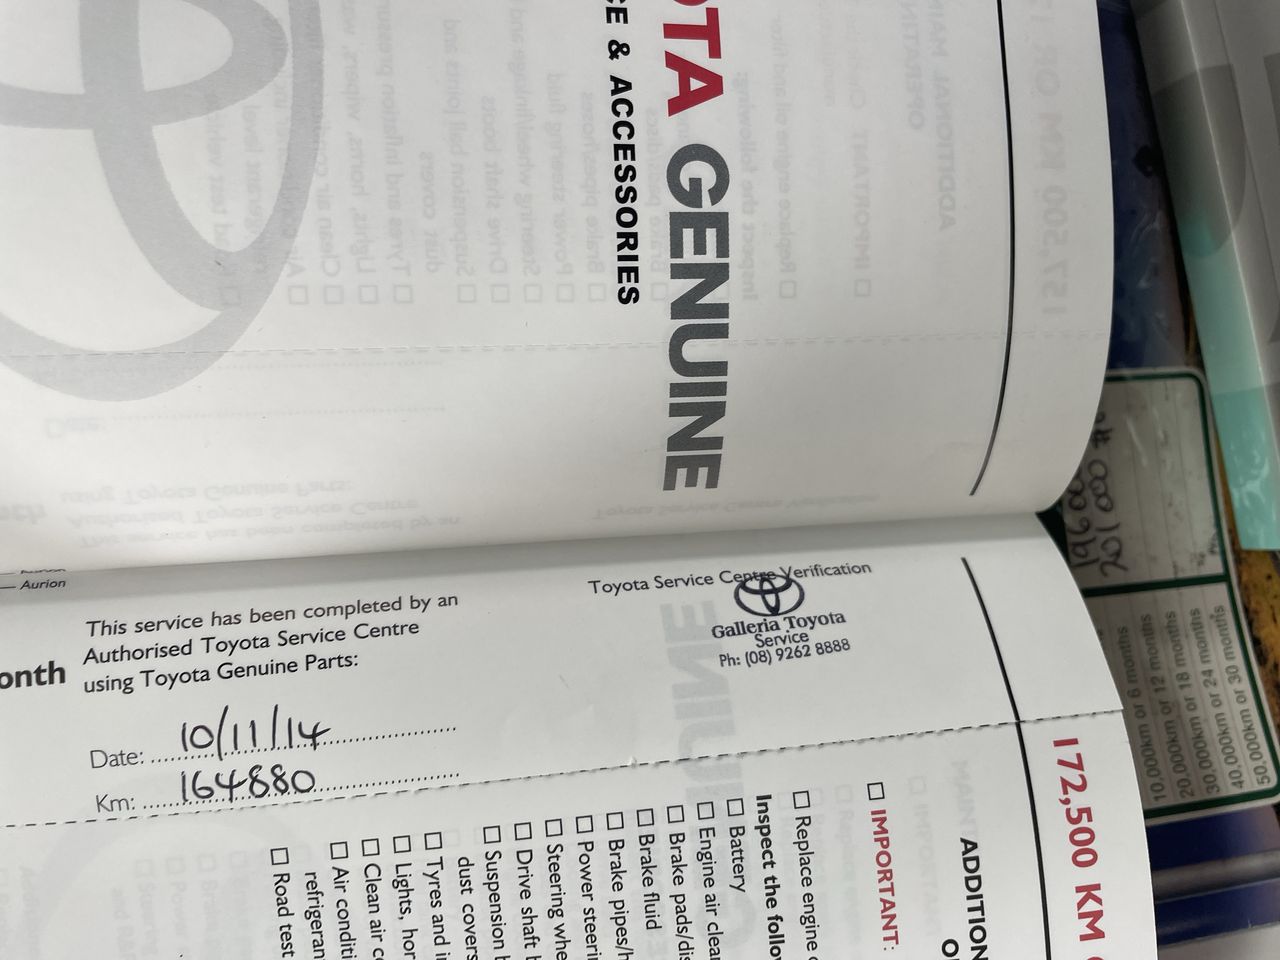 OTA GENUINE
CE & ACCESSORIES
— Aurion
onth
This service has been completed by an
Authorised Toyota Service Centre
using Toyota Genuine Parts:
Date: 10/11/14
Km: 164880
Toyota Service Centre Verification
Galleria Toyota
Service
Ph: (08) 9262 8888
172,500 KM
ADDITION
☐ IMPORTANT:
☐ Replace engine
Inspect the follow
☐ Battery
☐ Engine air clea
☐ Brake pads/dis
☐ Brake fluid
☐ Brake pipes/h
☐ Power steeri
☐ Steering whe
☐ Drive shaft
☐ Suspension
dust covers
☐ Tyres and i
☐ Lights, hor
☐ Clean air c
☐ Air conditi
refrigeran
☐ Road test
201000
10,000km or 6 months
20,000km or 12 months
30,000km or 18 months
40,000km or 24 months
50,000km or 30 months